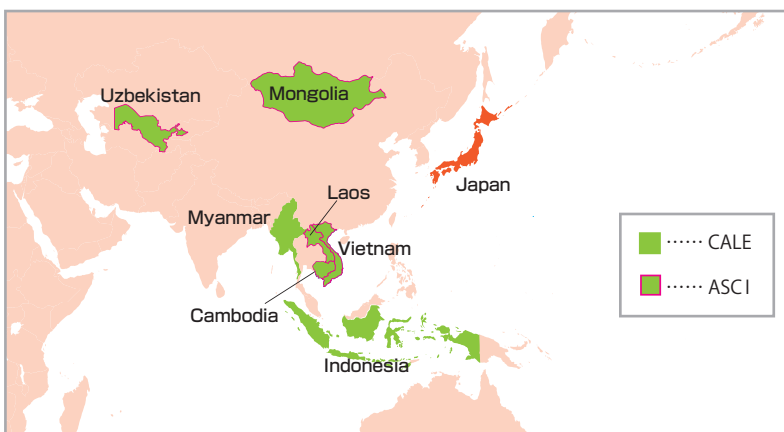 Uzbekistan
Mongolia
Japan
Laos
Myanmar
Vietnam
Cambodia
Indonesia
…… CALE
…… ASCI